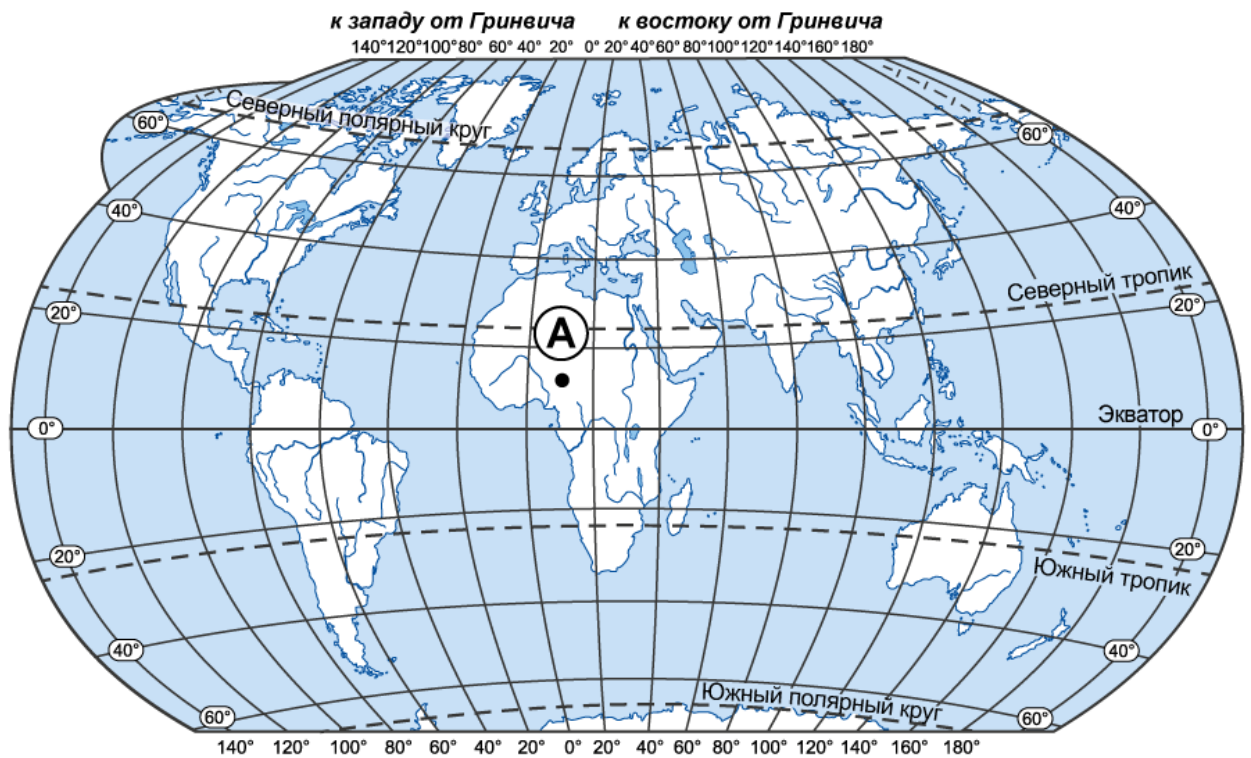 к западу от Гринвича к востоку от Гринвича
140° 120° 100° 80° 60° 40° 20° 0° 20° 40° 60° 80° 100° 120° 140° 160° 180°
Северный полярный круг
60° 60°
40° 40°
Северный тропик
20° 20°
А
Экватор
0° 0°
20° 20°
Южный тропик
40° 40°
Южный полярный круг
60° 60°
140° 120° 100° 80° 60° 40° 20° 0° 20° 40° 60° 80° 100° 120° 140° 160° 180°